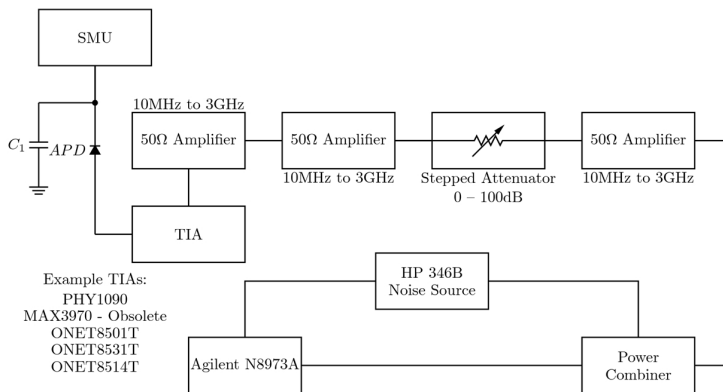 SMU
10MHz to 3GHz
C1
APD
50Ω Amplifier
50Ω Amplifier
50Ω Amplifier
10MHz to 3GHz
Stepped Attenuator
0 – 100dB
10MHz to 3GHz
TIA
Example TIAs:
PHY1090
MAX3970 - Obsolete
ONET8501T
ONET8531T
ONET8514T
HP 346B
Noise Source
Agilent N8973A
Power
Combiner